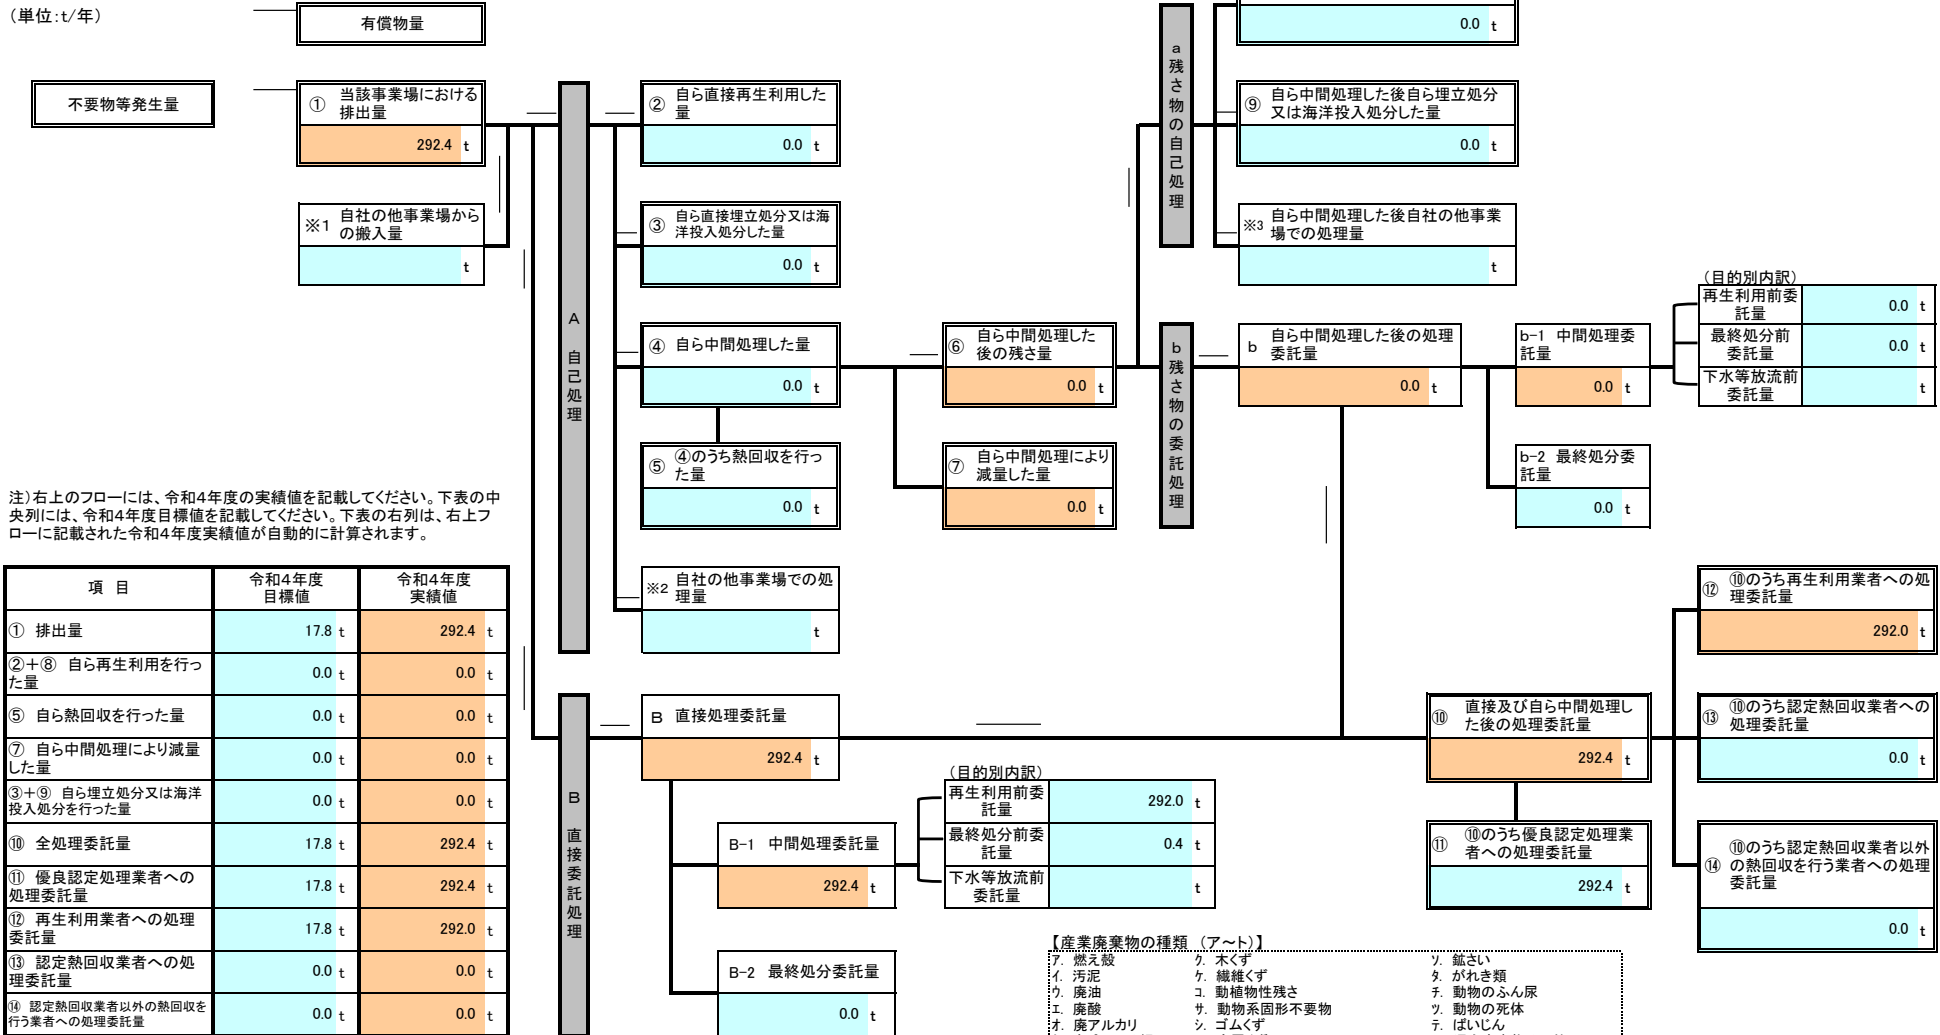 (単位:t/年)
有償物量
0.0 t
不要物等発生量
① 当該事業場における
排出量
292.4 t
※1 自社の他事業場から
の搬入量
t
A 自己処理
② 自ら直接再生利用した
量
0.0 t
③ 自ら直接埋立処分又は海
洋投入処分した量
0.0 t
④ 自ら中間処理した量
0.0 t
⑤ ④のうち熱回収を行っ
た量
0.0 t
※2 自社の他事業場での処
理量
t
⑥ 自ら中間処理した
後の残さ量
0.0 t
⑦ 自ら中間処理により
減量した量
0.0 t
a 残さ物の自己処理
⑨ 自ら中間処理した後自ら埋立処分
又は海洋投入処分した量
0.0 t
※3 自ら中間処理した後自社の他事業
場での処理量
t
b 残さ物の委託処理
b 自ら中間処理した後の処理
委託量
0.0 t
b-1 中間処理委
託量
0.0 t
b-2 最終処分委
託量
0.0 t
(目的別内訳)
再生利用前委
託量
0.0 t
最終処分前
委託量
0.0 t
下水等放流前
委託量
t
注)右上のフローには、令和4年度の実績値を記載してください。下表の中
央列には、令和4年度目標値を記載してください。下表の右列は、右上フ
ローに記載された令和4年度実績値が自動的に計算されます。
項 目 令和4年度 目標値 令和4年度 実績値
① 排出量 17.8 t 292.4 t
②+⑧ 自ら再生利用を行っ
た量 0.0 t 0.0 t
⑤ 自ら熱回収を行った量 0.0 t 0.0 t
⑦ 自ら中間処理により減量
した量 0.0 t 0.0 t
③+⑨ 自ら埋立処分又は海洋
投入処分を行った量 0.0 t 0.0 t
⑩ 全処理委託量 17.8 t 292.4 t
⑪ 優良認定処理業者への
処理委託量 17.8 t 292.4 t
⑫ 再生利用業者への処理
委託量 17.8 t 292.0 t
⑬ 認定熱回収業者への処
理委託量 0.0 t 0.0 t
⑭ 認定熱回収業者以外の熱回収を
行う業者への処理委託量 0.0 t 0.0 t
B 直接委託処理
B 直接処理委託量
292.4 t
B-1 中間処理委託量
292.4 t
B-2 最終処分委託量
0.0 t
(目的別内訳)
再生利用前委
託量
292.0 t
最終処分前委
託量
0.4 t
下水等放流前
委託量
t
⑩ 直接及び自ら中間処理し
た後の処理委託量
292.4 t
⑪ ⑩のうち優良認定処理業
者への処理委託量
292.4 t
⑫ ⑩のうち再生利用業者への処
理委託量
292.0 t
⑬ ⑩のうち認定熱回収業者への
処理委託量
0.0 t
⑭ ⑩のうち認定熱回収業者以外
の熱回収を行う業者への処理
委託量
0.0 t
【産業廃棄物の種類 (ア~ト)】
ア. 燃え殻 ク. 木くず ソ. 鉱さい
イ. 汚泥 ケ. 繊維くず タ. がれき類
ウ. 廃油 コ. 動植物性残さ チ. 動物のふん尿
エ. 廃酸 サ. 動物系固形不要物 ツ. 動物の死体
オ. 廃アルカリ シ. ゴムくず テ. ばいじん